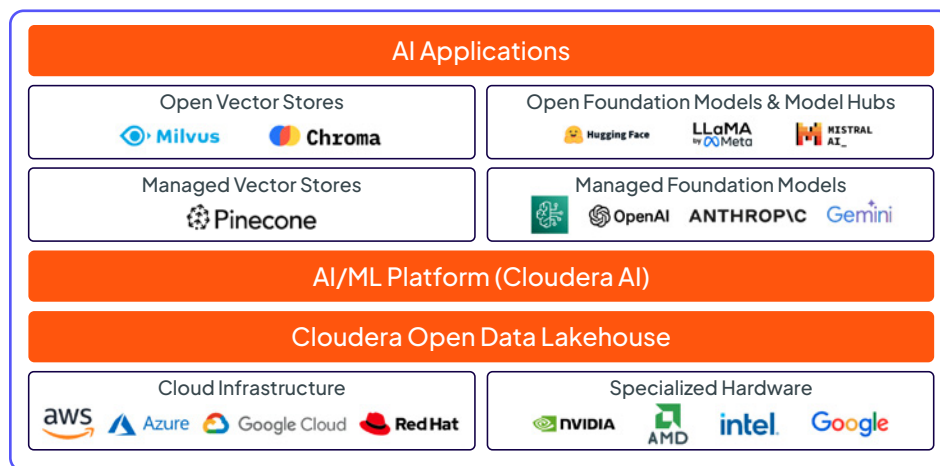 AI Applications
Open Vector Stores
Milvus
Chroma
Open Foundation Models & Model Hubs
Hugging Face
LLaMA
by Meta
MISTRAL
AI_
Managed Vector Stores
Pinecone
Managed Foundation Models
OpenAI
ANTHROP\C
Gemini
AI/ML Platform (Cloudera AI)
Cloudera Open Data Lakehouse
Cloud Infrastructure
aws
Azure
Google Cloud
Red Hat
Specialized Hardware
NVIDIA
AMD
intel.
Google